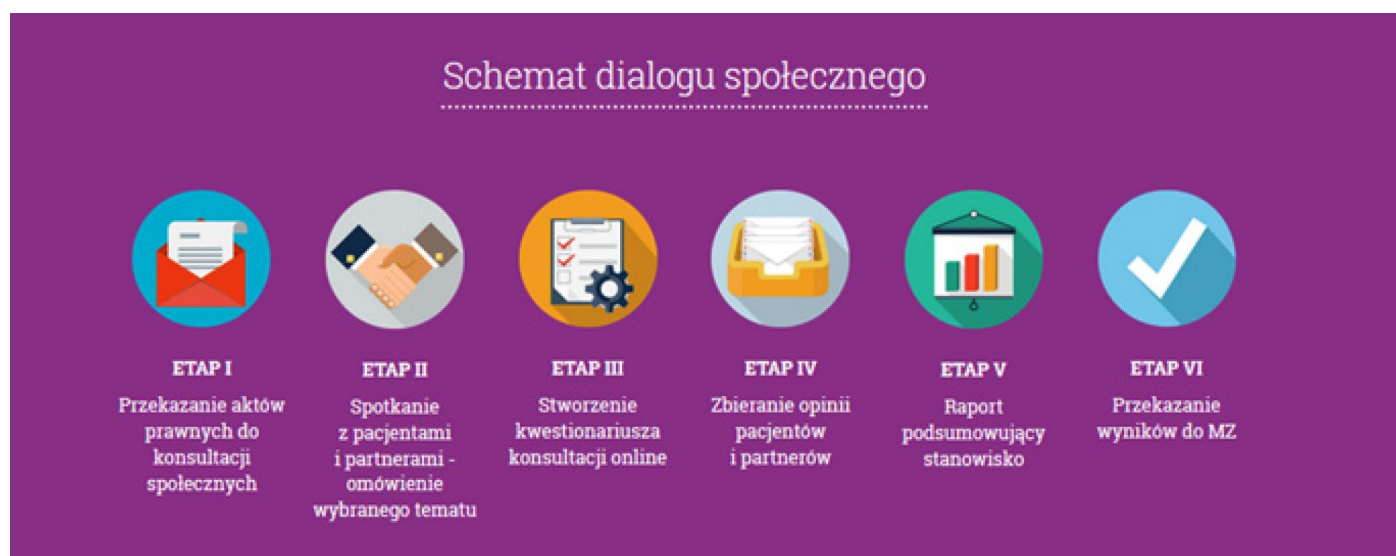 Schemat dialogu społecznego
ETAP I
Przekazanie aktów
prawnych do
konsultacji
społecznych
ETAP II
Spotkanie
z pacjentami
i partnerami -
omówienie
wybranego tematu
ETAP III
Stworzenie
kwestionariusza
konsultacji online
ETAP IV
Zbieranie opinii
pacjentów
i partnerów
ETAP V
Raport
podsumowujący
stanowisko
ETAP VI
Przekazanie
wyników do MZ